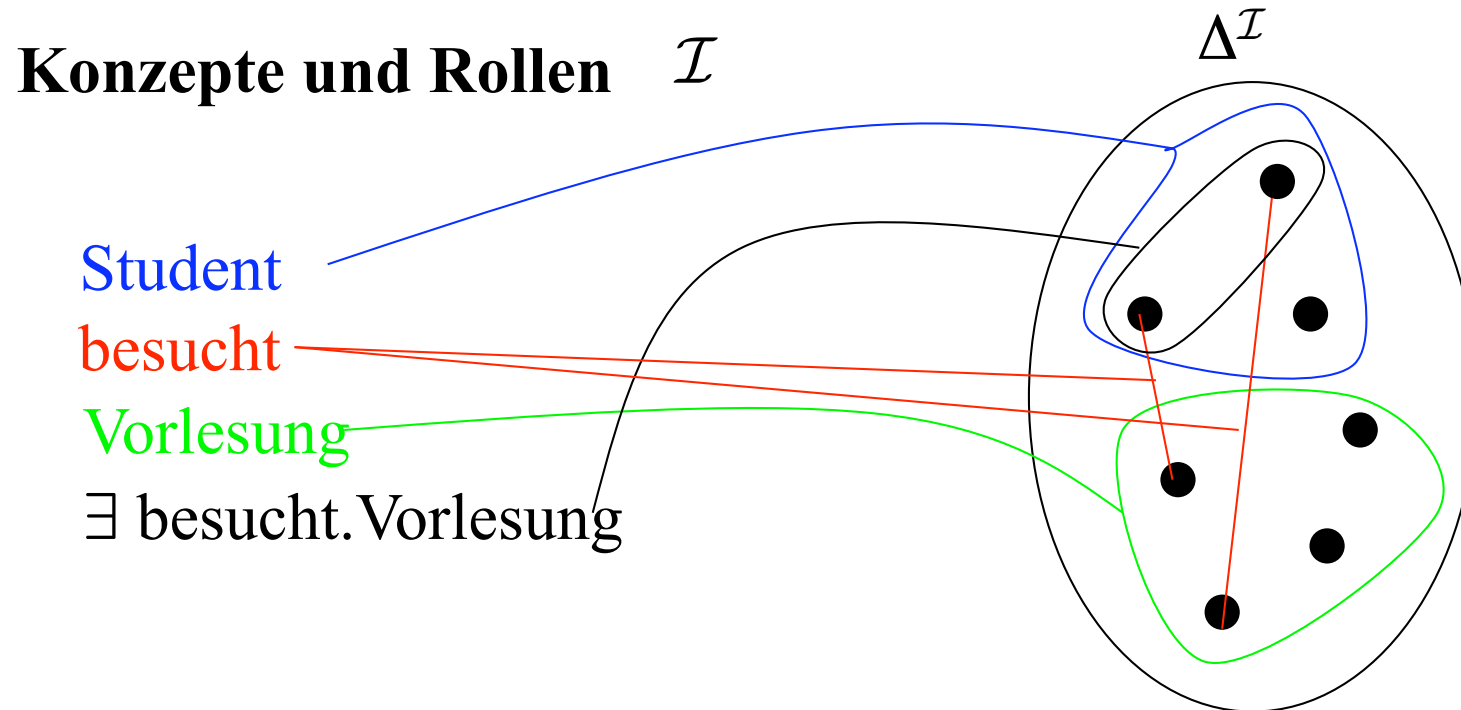 Konzepte und Rollen ℐ
Δ^ℐ
Student
besucht
Vorlesung
∃ besucht.Vorlesung